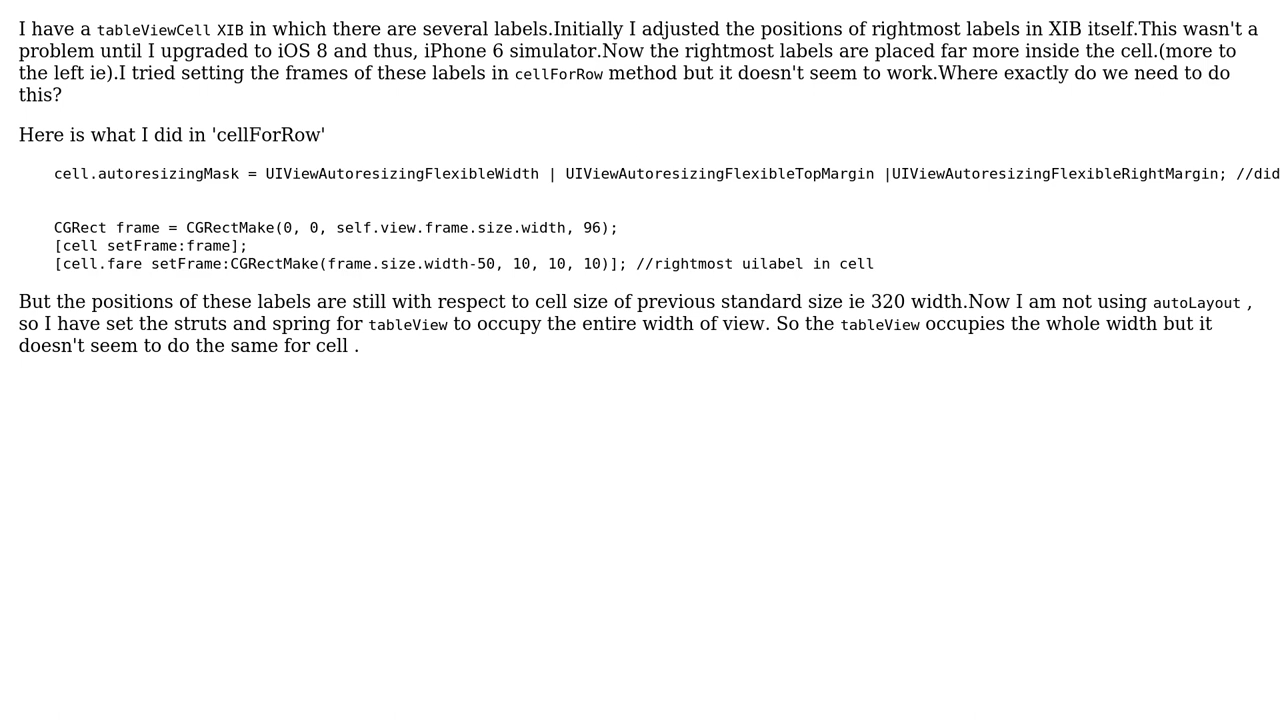 I have a tableViewCell XIB in which there are several labels.Initially I adjusted the positions of rightmost labels in XIB itself.This wasn't a
problem until I upgraded to iOS 8 and thus, iPhone 6 simulator.Now the rightmost labels are placed far more inside the cell.(more to
the left ie).I tried setting the frames of these labels in cellForRow method but it doesn't seem to work.Where exactly do we need to do
this?
Here is what I did in 'cellForRow'
cell.autoresizingMask = UIViewAutoresizingFlexibleWidth | UIViewAutoresizingFlexibleTopMargin |UIViewAutoresizingFlexibleRightMargin; //did
CGRect frame = CGRectMake(0, 0, self.view.frame.size.width, 96);
[cell setFrame:frame];
[cell.fare setFrame:CGRectMake(frame.size.width-50, 10, 10, 10)]; //rightmost uilabel in cell
But the positions of these labels are still with respect to cell size of previous standard size ie 320 width.Now I am not using autoLayout ,
so I have set the struts and spring for tableView to occupy the entire width of view. So the tableView occupies the whole width but it
doesn't seem to do the same for cell .